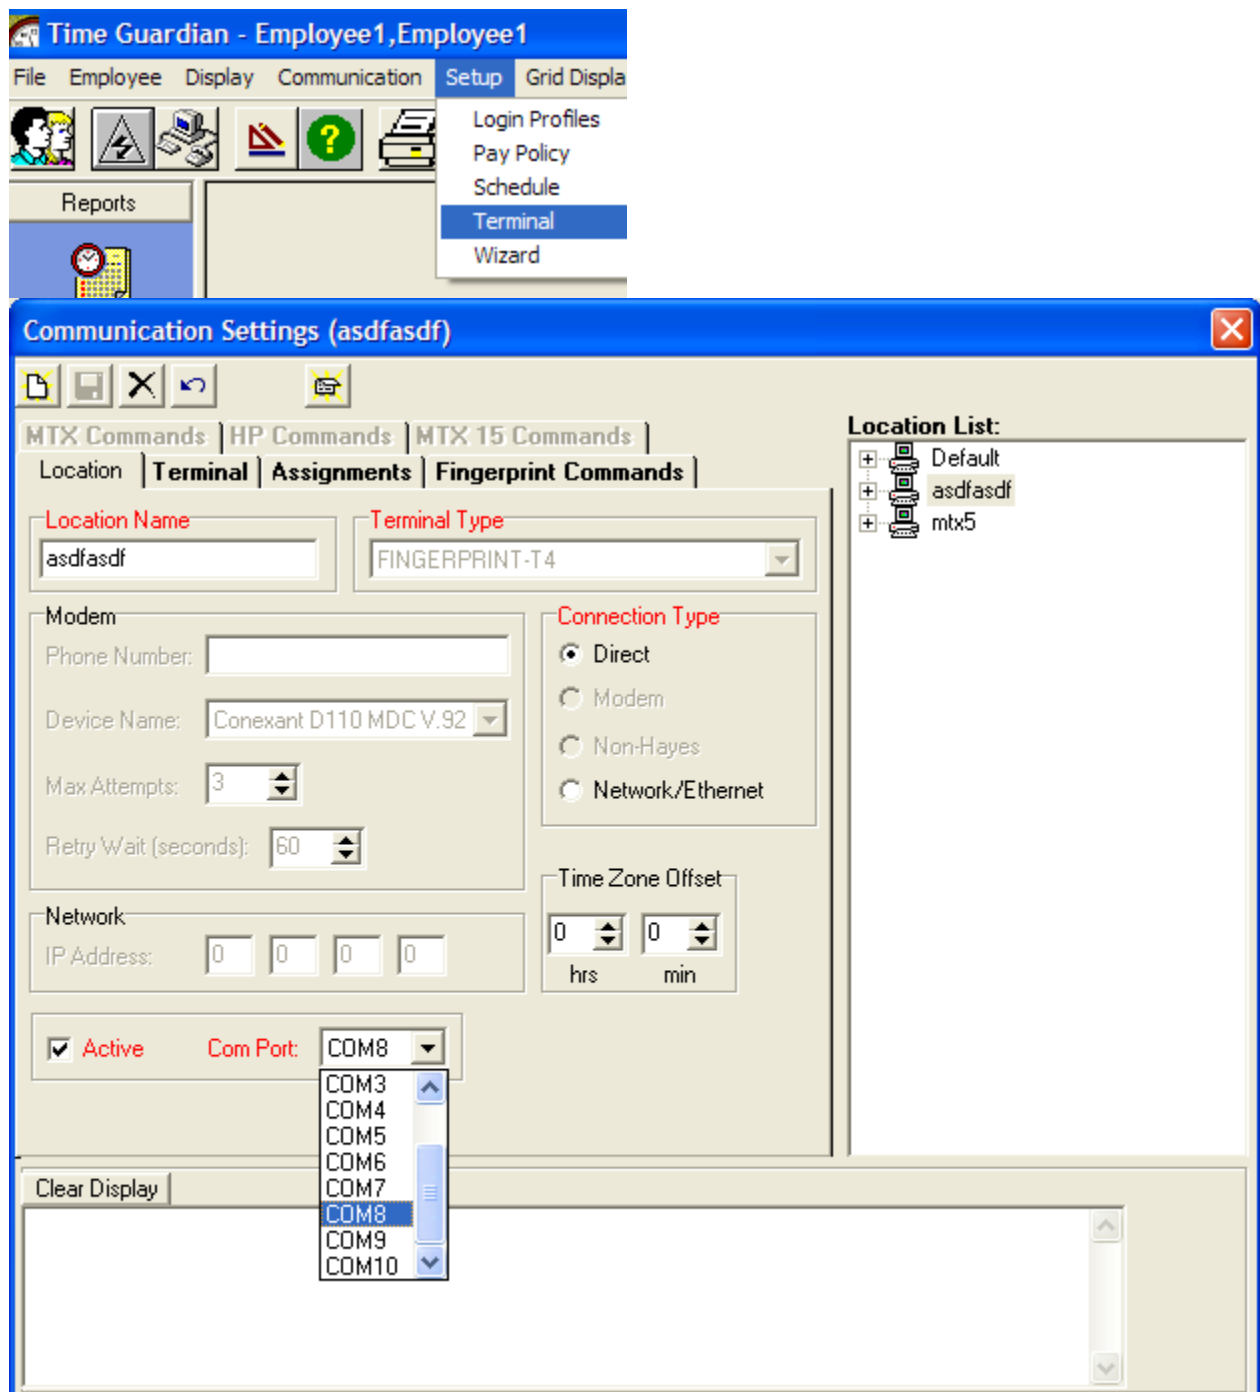 Time Guardian - Employee1,Employee1
File Employee Display Communication Setup Grid Displa
Login Profiles
Pay Policy
Schedule
Terminal
Wizard
Reports
Communication Settings (asdfasdf)
MTX Commands HP Commands MTX 15 Commands
Location Terminal Assignments Fingerprint Commands
Location Name
asdfasdf
Terminal Type
FINGERPRINT-T4
Modem
Phone Number:
Device Name: Conexant D110 MDC V.92
Max Attempts: 3
Retry Wait (seconds): 60
Connection Type
Direct
Modem
Non-Hayes
Network/Ethernet
Network
IP Address: 0 0 0 0
Time Zone Offset
0 0
hrs min
Active Com Port: COM8
COM3
COM4
COM5
COM6
COM7
COM8
COM9
COM10
Location List:
Default
asdfasdf
mtx5
Clear Display